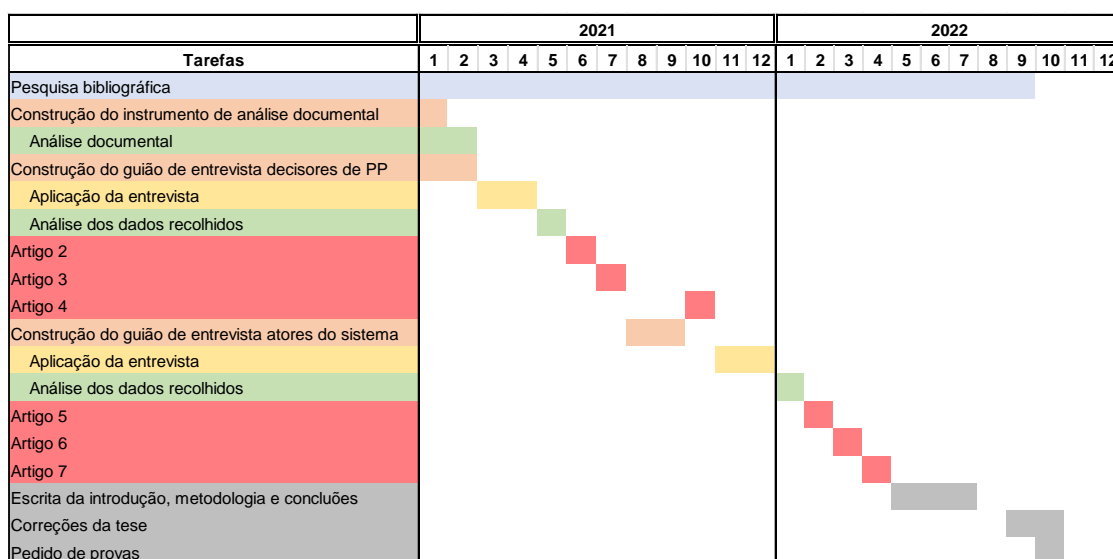 2021 2022
Tarefas 1 2 3 4 5 6 7 8 9 10 11 12 1 2 3 4 5 6 7 8 9 10 11 12
Pesquisa bibliográfica
Construção do instrumento de análise documental
Análise documental
Construção do guião de entrevista decisores de PP
Aplicação da entrevista
Análise dos dados recolhidos
Artigo 2
Artigo 3
Artigo 4
Construção do guião de entrevista atores do sistema
Aplicação da entrevista
Análise dos dados recolhidos
Artigo 5
Artigo 6
Artigo 7
Escrita da introdução, metodologia e concluões
Correções da tese
Pedido de provas